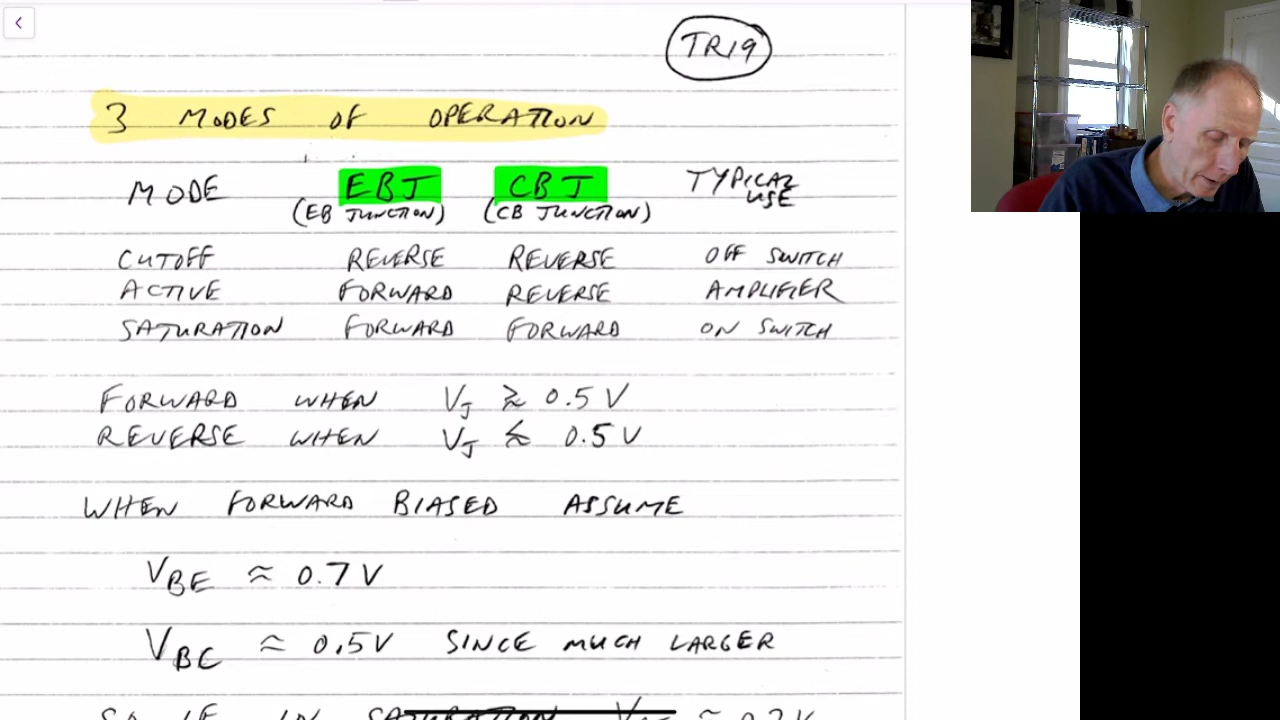 TR19
3 MODES OF OPERATION
MODE EBJ CBJ TYPICAL USE
(EB JUNCTION) (CB JUNCTION)
CUTOFF REVERSE REVERSE OFF SWITCH
ACTIVE FORWARD REVERSE AMPLIFIER
SATURATION FORWARD FORWARD ON SWITCH
FORWARD WHEN VJ ⪆ 0.5 V
REVERSE WHEN VJ ⪅ 0.5 V
WHEN FORWARD BIASED ASSUME
VBE ≈ 0.7 V
VBC ≈ 0.5V SINCE MUCH LARGER